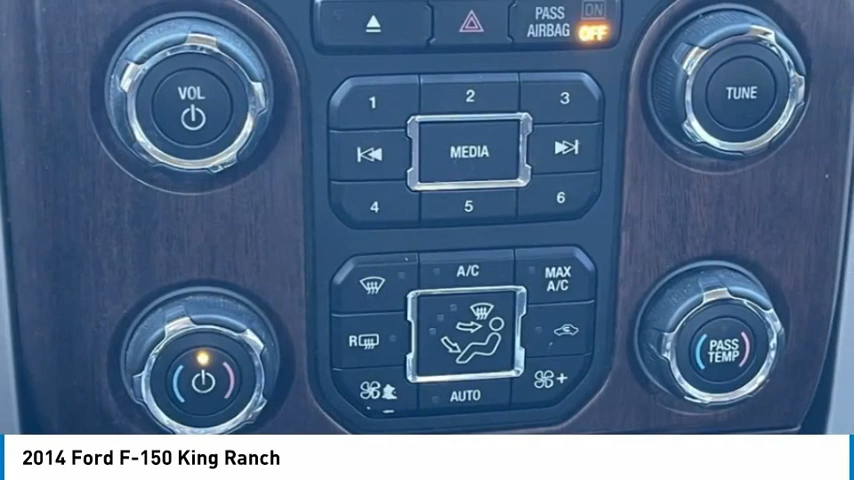 PASS AIRBAG
ON
OFF
VOL
TUNE
1 2 3
MEDIA
4 5 6
A/C
MAX A/C
R
PASS TEMP
AUTO
+
2014 Ford F-150 King Ranch